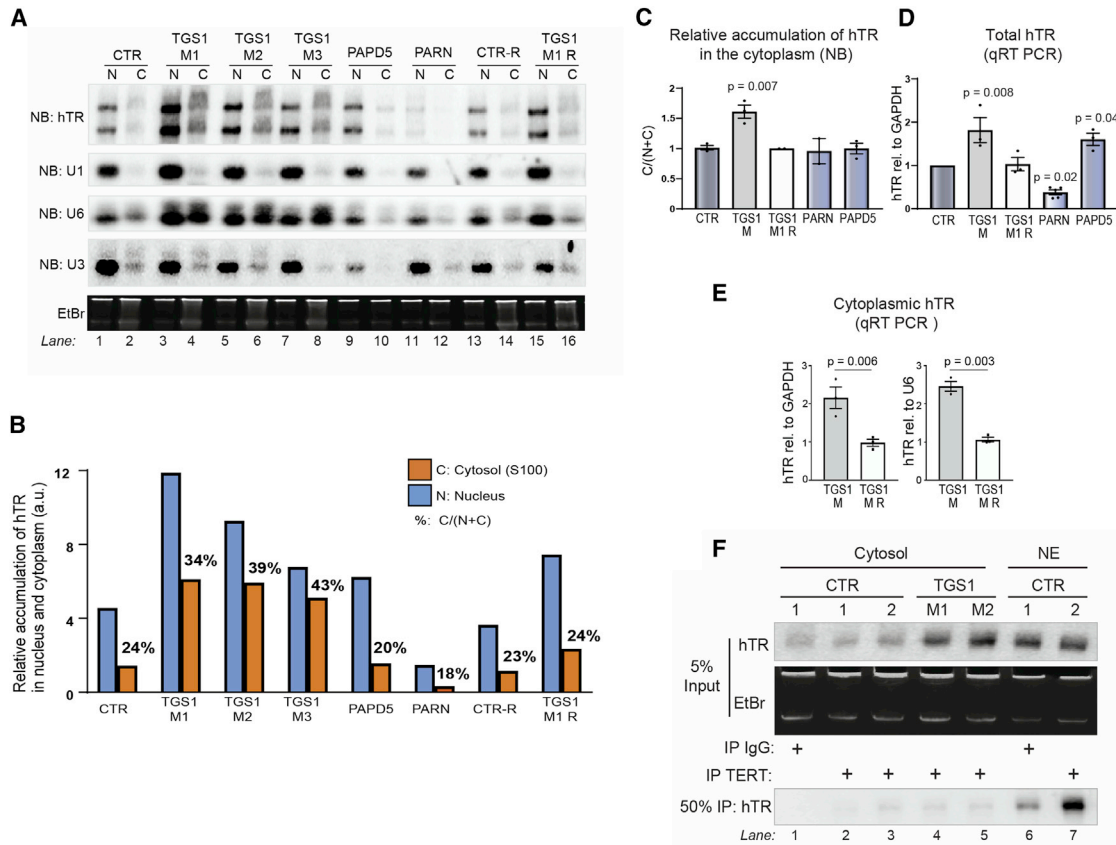 A
CTR
TGS1 M1
TGS1 M2
TGS1 M3
PAPD5
PARN
CTR-R
TGS1 M1 R
N C N C N C N C N C N C N C N C
NB: hTR
NB: U1
NB: U6
NB: U3
EtBr
Lane: 1 2 3 4 5 6 7 8 9 10 11 12 13 14 15 16
B
Relative accumulation of hTR
in nucleus and cytoplasm (a.u.)
12
8
4
0
C: Cytosol (S100)
N: Nucleus
%: C/(N+C)
24% 34% 39% 43% 20% 18% 23% 24%
CTR TGS1 TGS1 TGS1 PAPD5 PARN CTR-R TGS1
M1 M2 M3 M1 R
C
Relative accumulation of hTR
in the cytoplasm (NB)
p = 0.007
C/(N+C)
2
1.5
1
0.5
0
CTR TGS1 TGS1 PARN PAPD5
M M1 R
D
Total hTR
(qRT PCR)
p = 0.008
p = 0.02
p = 0.04
hTR rel. to GAPDH
3
2
1
0
CTR TGS1 TGS1 PARN PAPD5
M M1 R
E
Cytoplasmic hTR
(qRT PCR )
p = 0.006
hTR rel. to GAPDH
3
2
1
0
TGS1 TGS1
M M R
p = 0.003
hTR rel. to U6
3
2
1
0
TGS1 TGS1
M M R
F
Cytosol NE
CTR TGS1 CTR
1 1 2 M1 M2 1 2
5%
Input
hTR
EtBr
IP IgG: + +
IP TERT: + + + + +
50% IP: hTR
Lane: 1 2 3 4 5 6 7